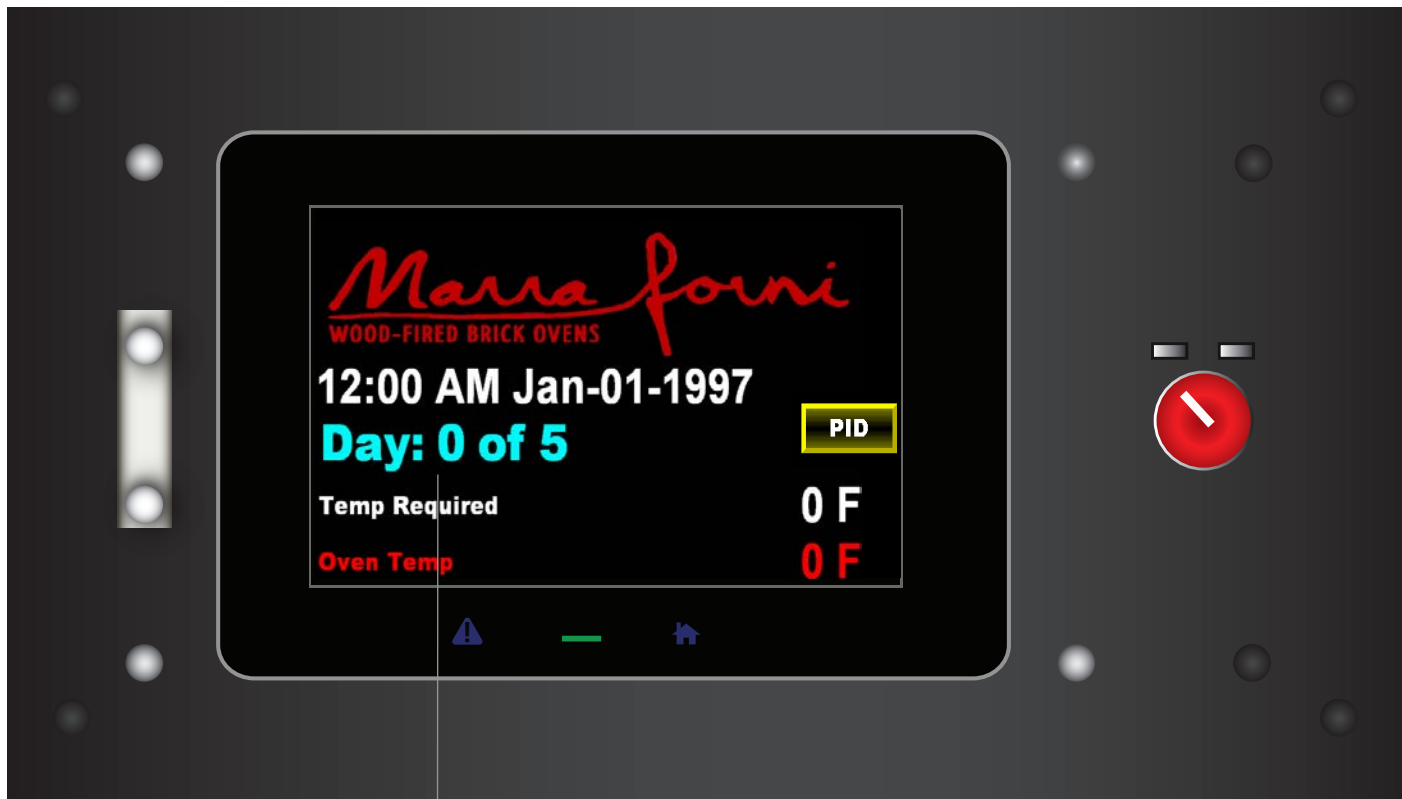 Marra Forni
WOOD-FIRED BRICK OVENS
12:00 AM Jan-01-1997
Day: 0 of 5
PID
Temp Required 0 F
Oven Temp 0 F